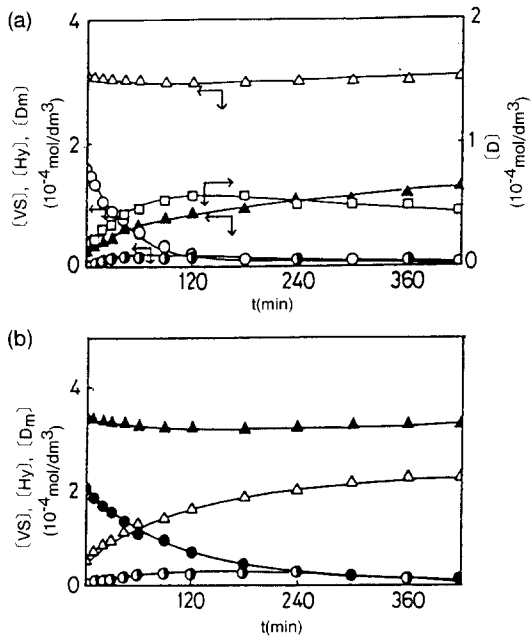 (a)
4
2
0
[VS], [Hy], [Dm]
(10⁻⁴mol/dm³)
2
1
0
[D]
(10⁻⁴mol/dm³)
120
240
360
t(min)
(b)
4
2
0
[VS], [Hy], [Dm]
(10⁻⁴mol/dm³)
120
240
360
t(min)